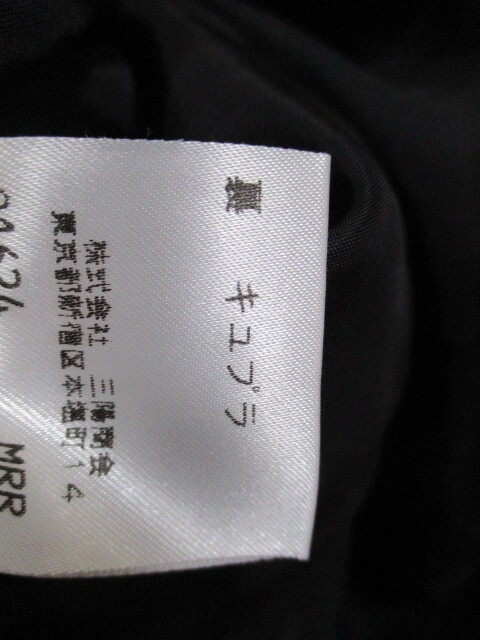 裏 キュプラ
株式会社 三陽商会
東京都新宿区本塩町14
21624 MRR